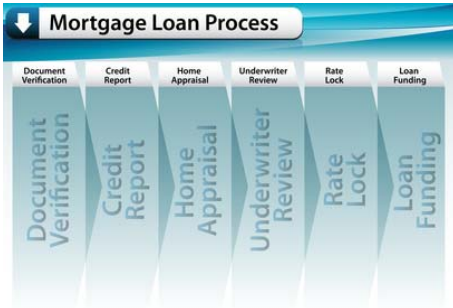 Mortgage Loan Process
Document
Verification
Credit
Report
Home
Appraisal
Underwriter
Review
Rate
Lock
Loan
Funding
Document
Verification
Credit
Report
Home
Appraisal
Underwriter
Review
Rate
Lock
Loan
Funding